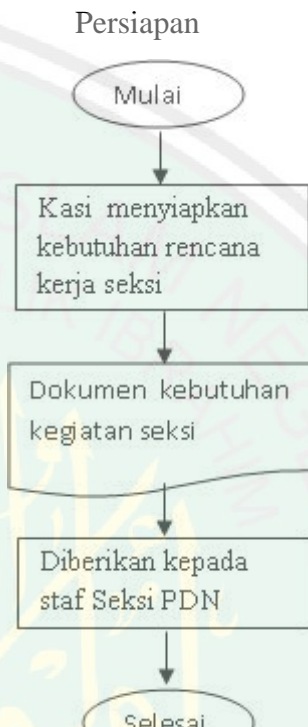 Persiapan
Mulai
Kasi menyiapkan
kebutuhan rencana
kerja seksi
Dokumen kebutuhan
kegiatan seksi
Diberikan kepada
staf Seksi PDN
Selesai